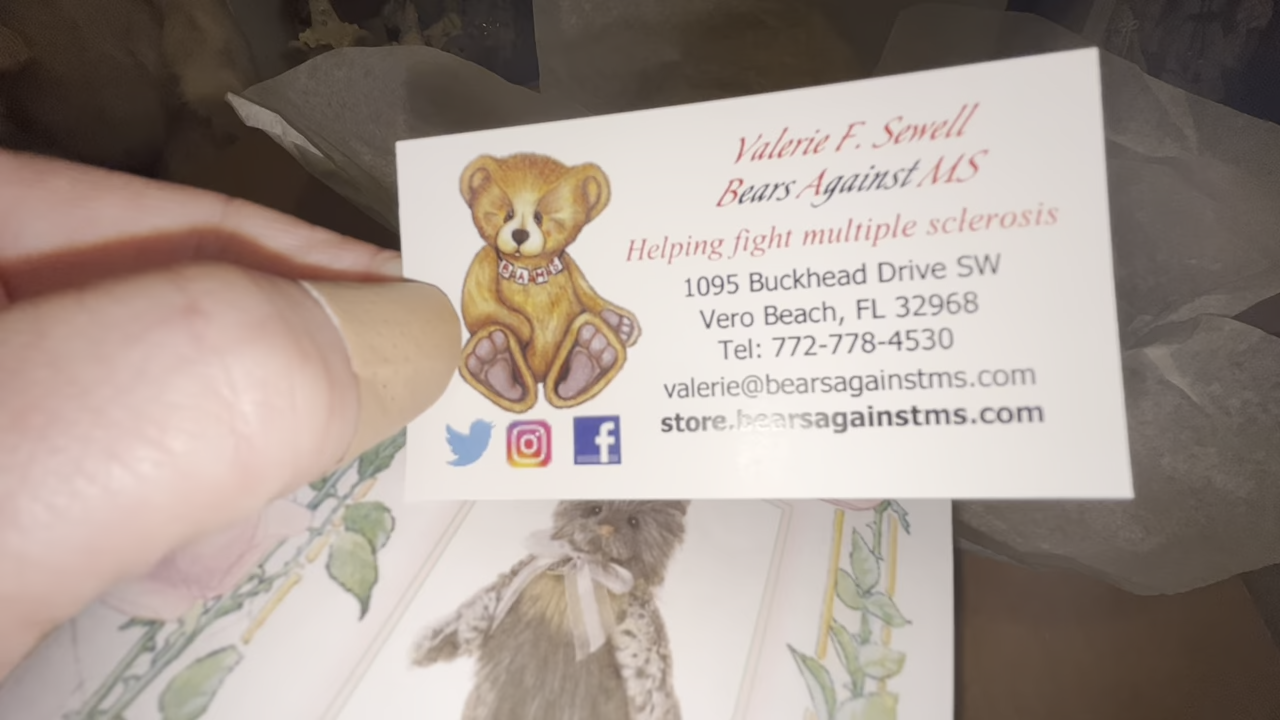 Valerie F. Sewell
Bears Against MS
Helping fight multiple sclerosis
1095 Buckhead Drive SW
Vero Beach, FL 32968
Tel: 772-778-4530
valerie@bearsagainstms.com
store.bearsagainstms.com
BAMS
f